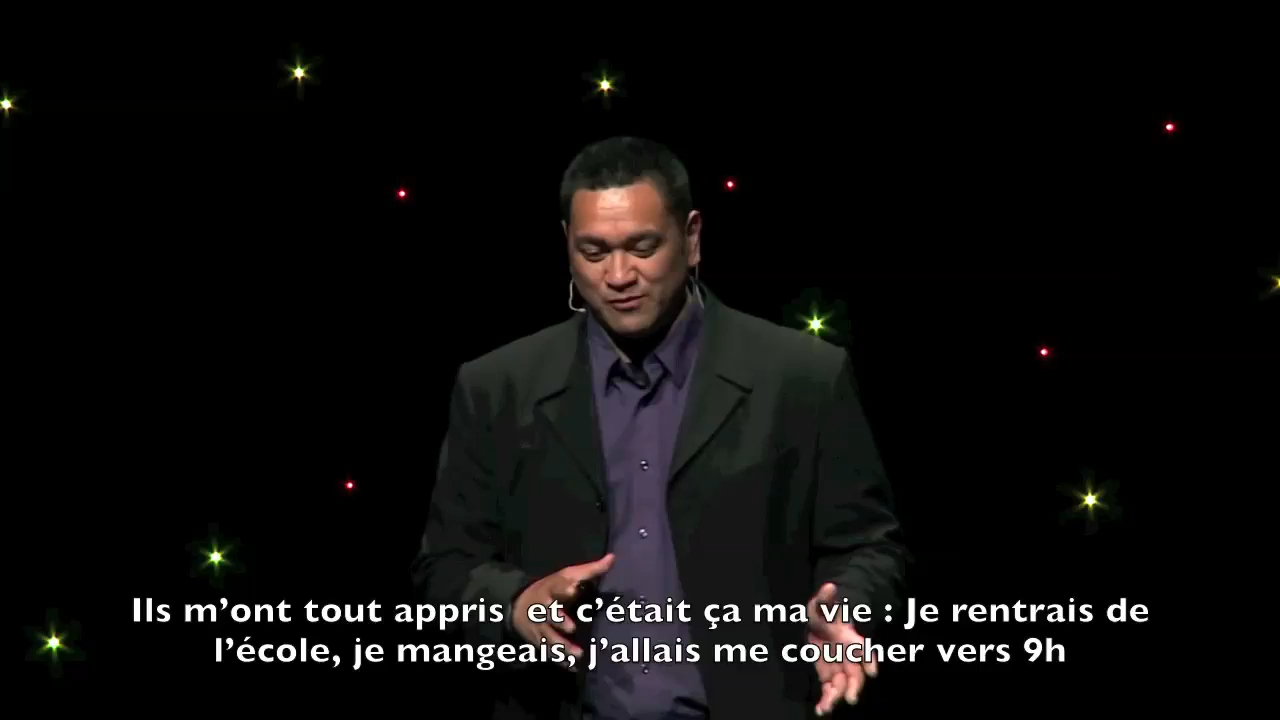 Ils m’ont tout appris  et c’était ça ma vie : Je rentrais de
l’école, je mangeais, j’allais me coucher vers 9h